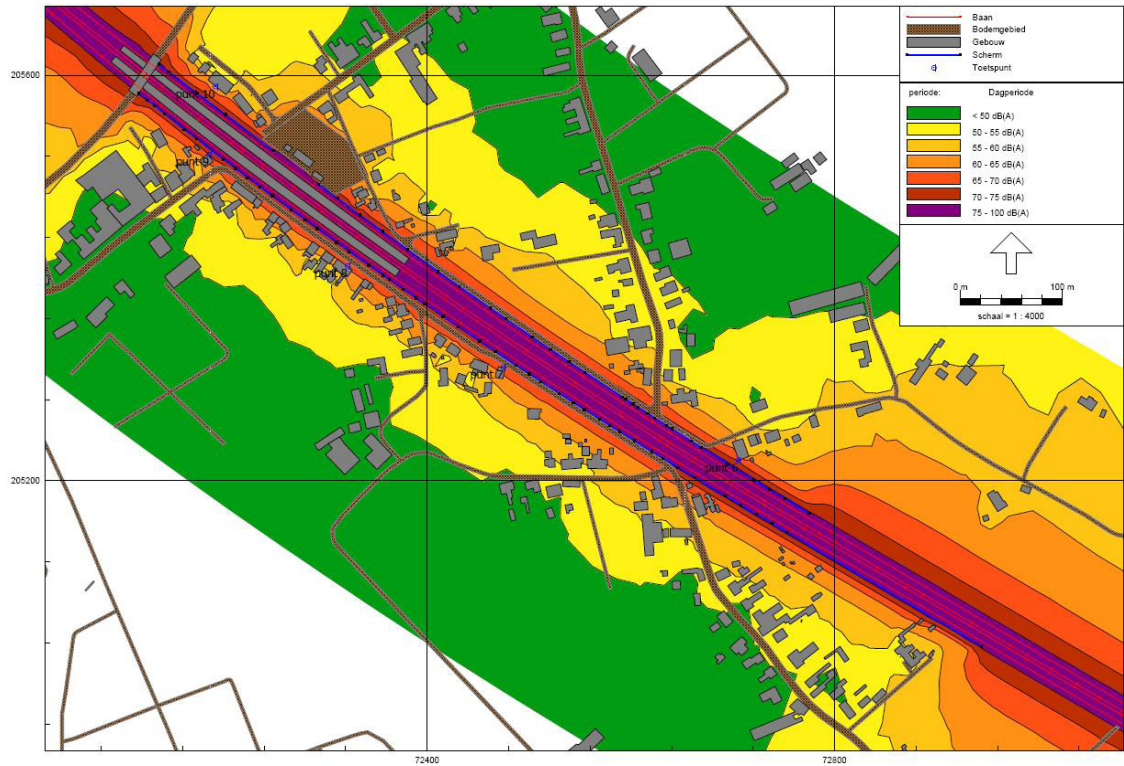 Baan
Bodemgebied
Gebouw
Scherm
Toetspunt
periode: Dagperiode
< 50 dB(A)
50 - 55 dB(A)
55 - 60 dB(A)
60 - 65 dB(A)
65 - 70 dB(A)
70 - 75 dB(A)
75 - 100 dB(A)
0 m 100 m
schaal = 1 : 4000
205600
punt 10
punt 9
punt 8
punt 7
punt 6
205200
72400
72800